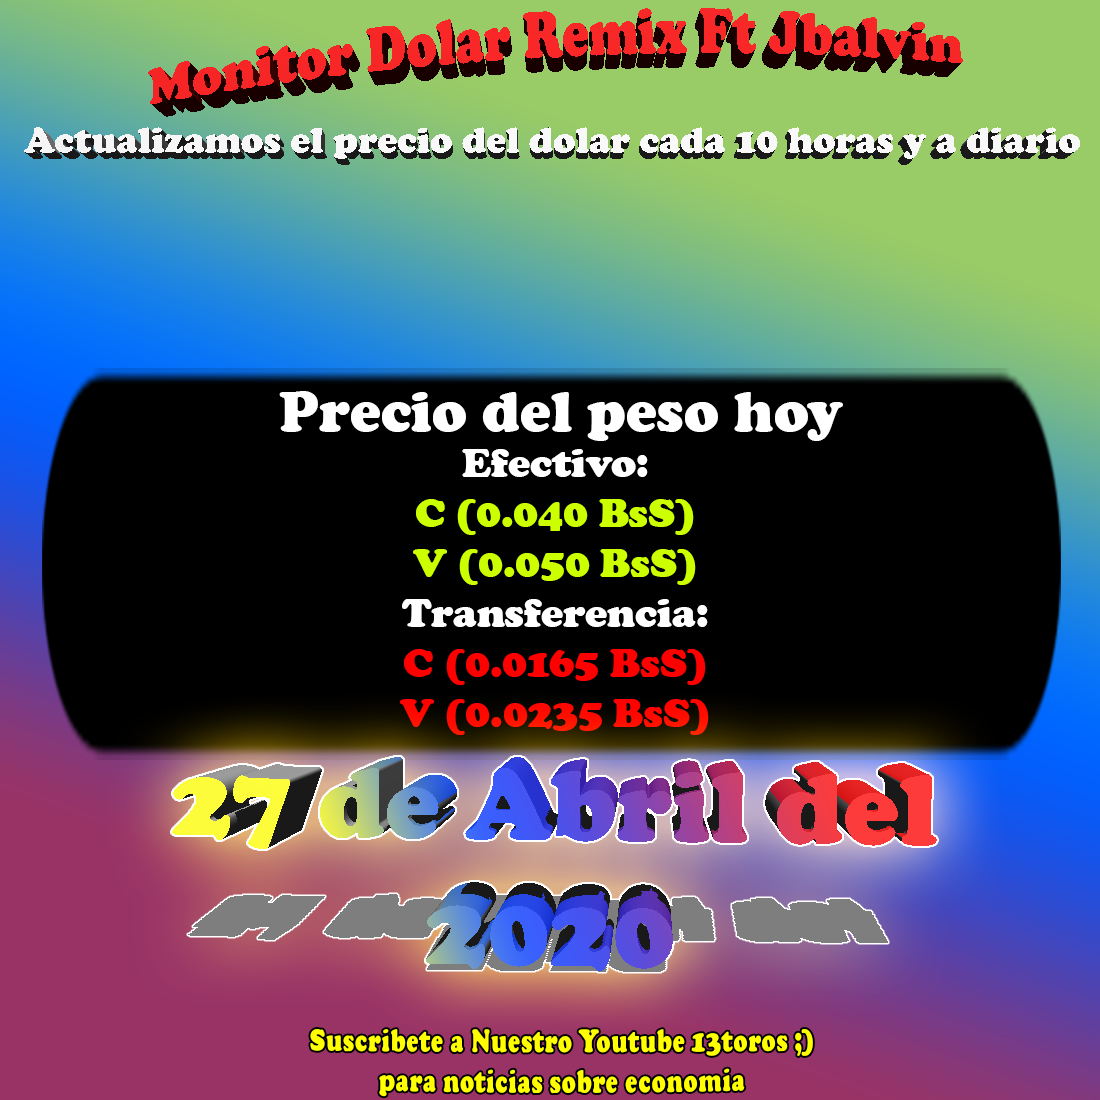 Monitor Dolar Remix Ft Jbalvin
Actualizamos el precio del dolar cada 10 horas y a diario
Precio del peso hoy
Efectivo:
C (0.040 BsS)
V (0.050 BsS)
Transferencia:
C (0.0165 BsS)
V (0.0235 BsS)
27 de Abril del
2020
Suscribete a Nuestro Youtube 13toros ;)
para noticias sobre economia